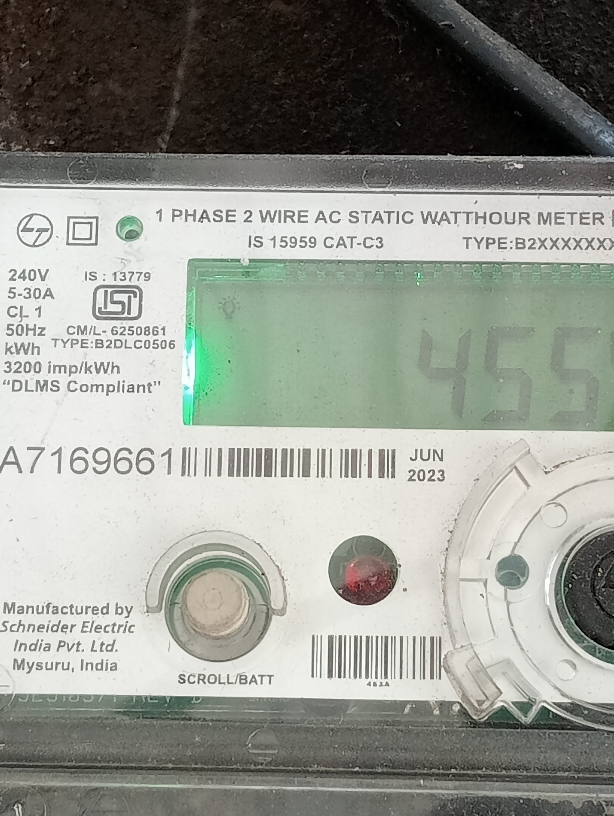 1 PHASE 2 WIRE AC STATIC WATTHOUR METER
IS 15959 CAT-C3
TYPE:B2XXXXXXX
240V
IS : 13779
5-30A
CL 1
50Hz
CM/L- 6250861
kWh
TYPE:B2DLC0506
3200 imp/kWh
"DLMS Compliant"
455
A7169661
JUN
2023
Manufactured by
Schneider Electric
India Pvt. Ltd.
Mysuru, India
SCROLL/BATT